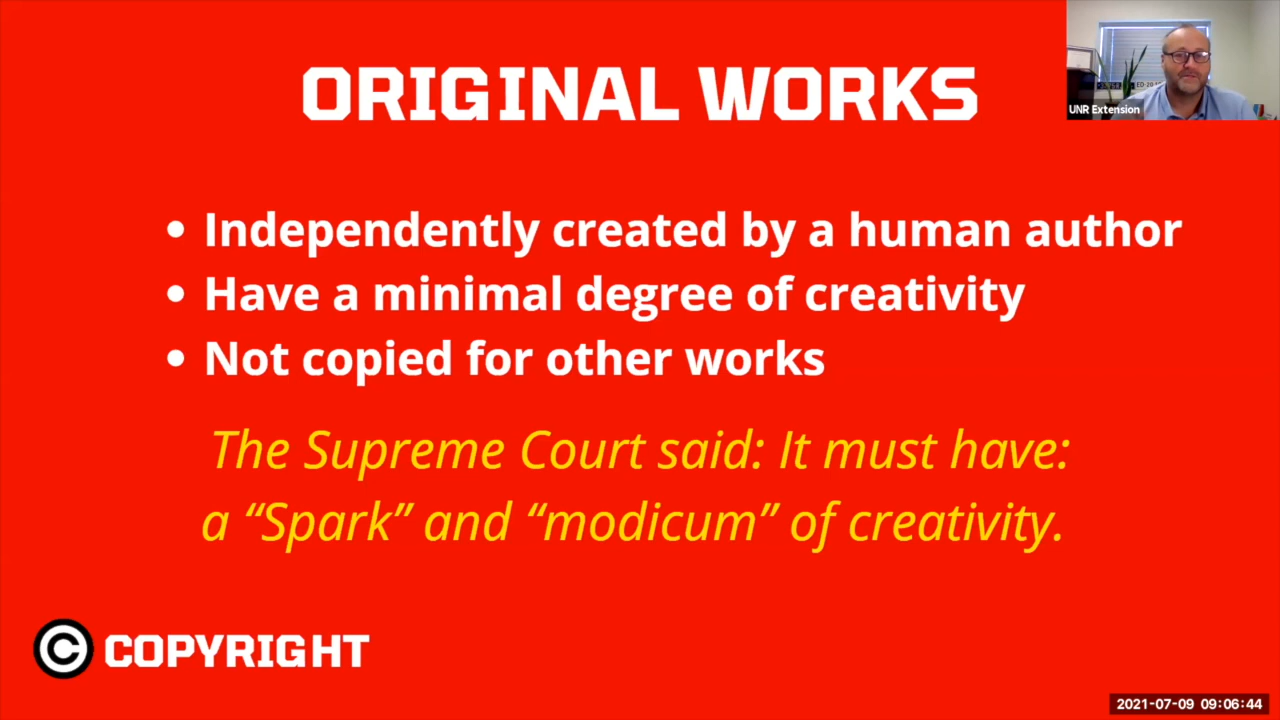 ORIGINAL WORKS
UNR Extension
• Independently created by a human author
• Have a minimal degree of creativity
• Not copied for other works
The Supreme Court said: It must have:
a “Spark” and “modicum” of creativity.
© COPYRIGHT
2021-07-09 09:06:44